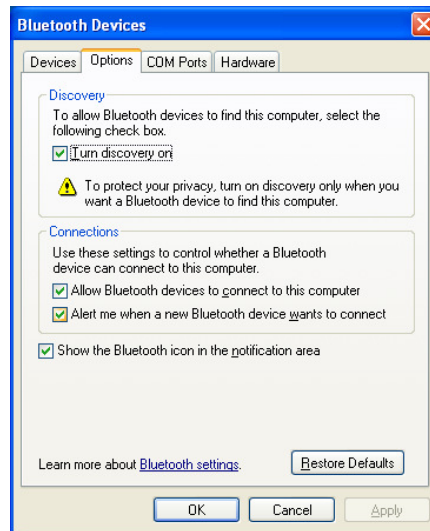 Bluetooth Devices
Devices Options COM Ports Hardware
Discovery
To allow Bluetooth devices to find this computer, select the
following check box.
Turn discovery on
To protect your privacy, turn on discovery only when you
want a Bluetooth device to find this computer.
Connections
Use these settings to control whether a Bluetooth
device can connect to this computer.
Allow Bluetooth devices to connect to this computer
Alert me when a new Bluetooth device wants to connect
Show the Bluetooth icon in the notification area
Learn more about Bluetooth settings. Restore Defaults
OK Cancel Apply